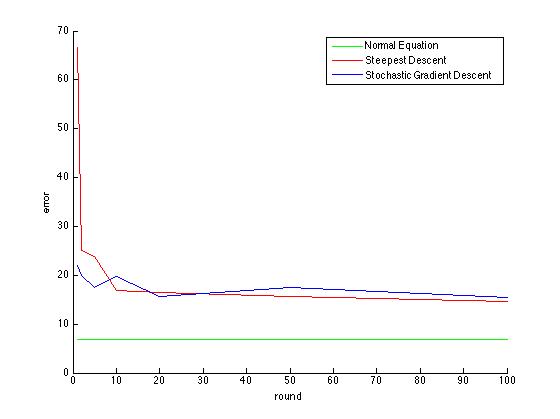 70
60
50
40
30
20
10
0
error
Normal Equation
Steepest Descent
Stochastic Gradient Descent
0 10 20 30 40 50 60 70 80 90 100
round